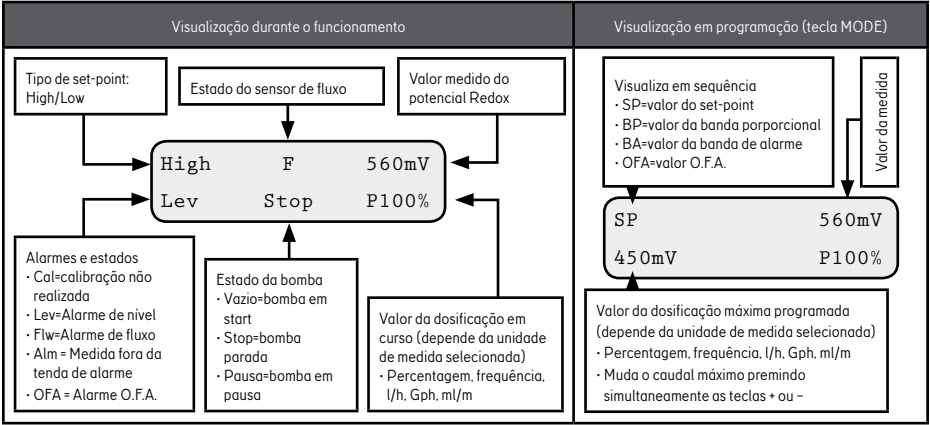 Visualização durante o funcionamento
Visualização em programação (tecla MODE)
Tipo de set-point:
High/Low
Estado do sensor de fluxo
Valor medido do
potencial Redox
High F 560mV
Lev Stop P100%
Alarmes e estados
· Cal=calibração não
realizada
· Lev=Alarme de nível
· Flw=Alarme de fluxo
· Alm = Medida fora da
tenda de alarme
· OFA = Alarme O.F.A.
Estado da bomba
· Vazio=bomba em
start
· Stop=bomba
parada
· Pausa=bomba em
pausa
Valor da dosificação em
curso (depende da unidade
de medida selecionada)
· Percentagem, frequência,
l/h, Gph, ml/m
Visualiza em sequência
· SP=valor do set-point
· BP=valor da banda porporcional
· BA=valor da banda de alarme
· OFA=valor O.F.A.
Valor da medida
SP 560mV
450mV P100%
Valor da dosificação máxima programada
(depende da unidade de medida selecionada)
· Percentagem, frequência, l/h, Gph, ml/m
· Muda o caudal máximo premindo
simultaneamente as teclas + ou –